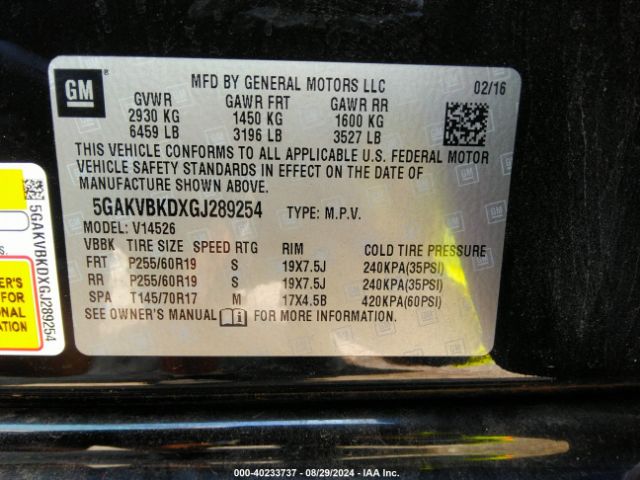 GM
MFD BY GENERAL MOTORS LLC 02/16
GVWR GAWR FRT GAWR RR
2930 KG 1450 KG 1600 KG
6459 LB 3196 LB 3527 LB
THIS VEHICLE CONFORMS TO ALL APPLICABLE U.S. FEDERAL MOTOR
VEHICLE SAFETY STANDARDS IN EFFECT ON THE DATE OF
MANUFACTURE SHOWN ABOVE.
5GAKVBKDXGJ289254 TYPE: M.P.V.
MODEL: V14526
VBBK TIRE SIZE SPEED RTG RIM COLD TIRE PRESSURE
FRT P255/60R19 S 19X7.5J 240KPA(35PSI)
RR P255/60R19 S 19X7.5J 240KPA(35PSI)
SPA T145/70R17 M 17X4.5B 420KPA(60PSI)
SEE OWNER'S MANUAL FOR MORE INFORMATION.
5GAKVBKDXGJ289254
ER'S
FOR
ONAL
TION
000-40233737 - 08/29/2024 - IAA Inc.